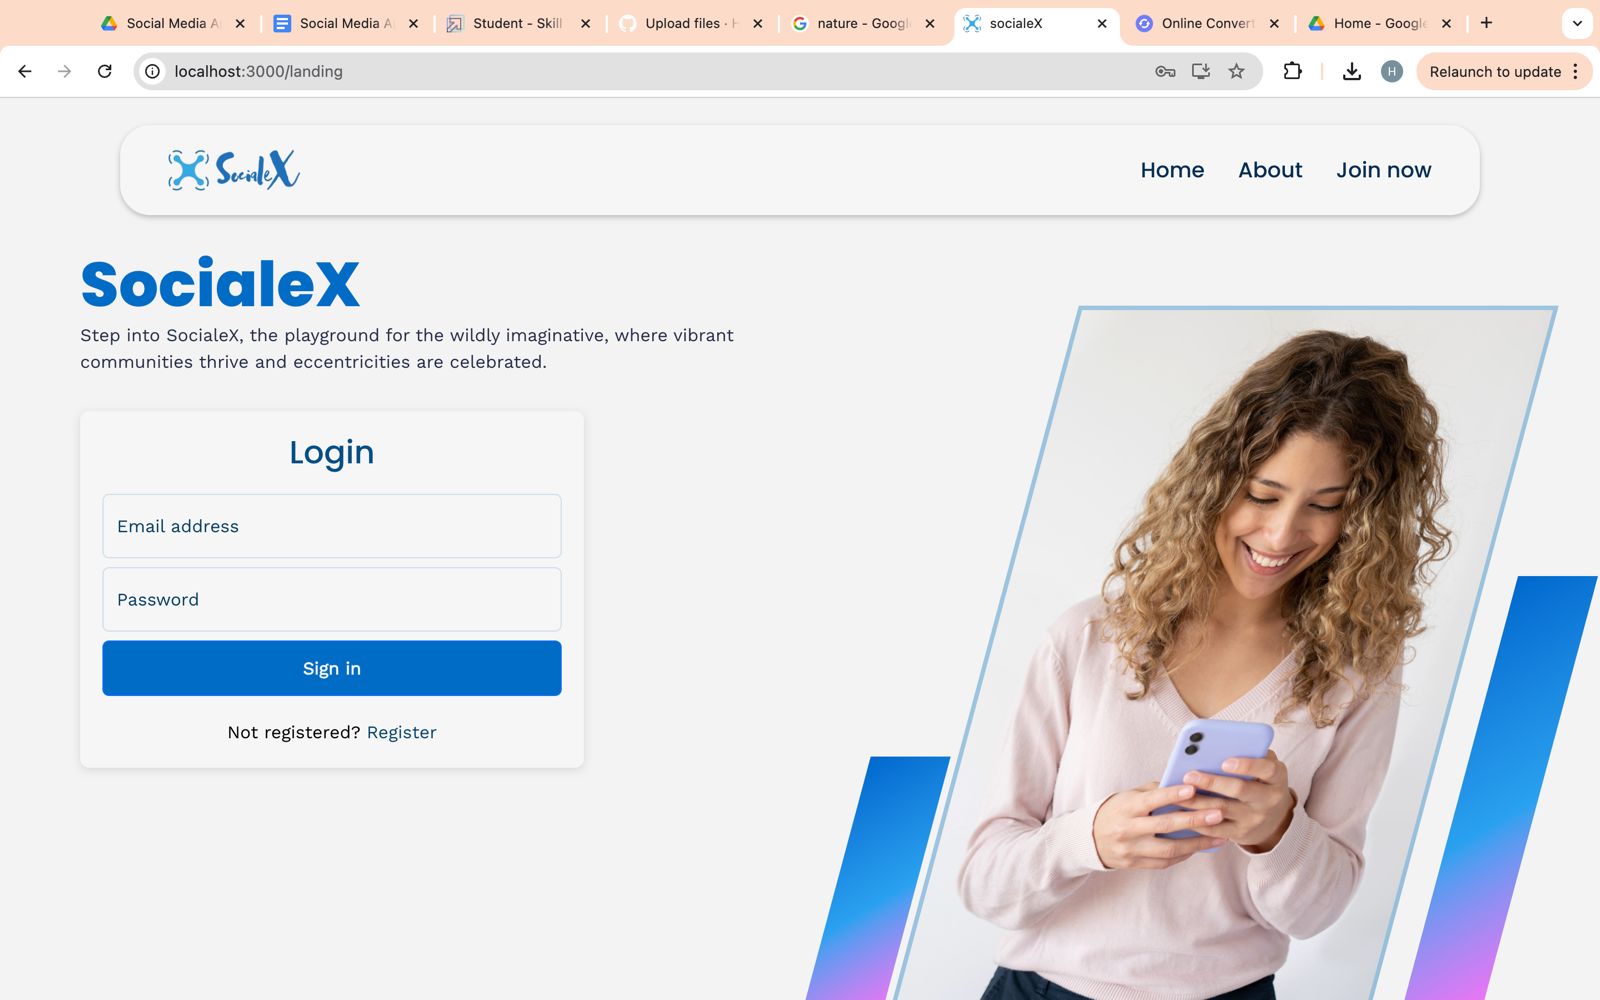 Social Media A
Social Media A
Student - Skill
Upload files · H
nature - Google
socialeX
Online Convert
Home - Google
localhost:3000/landing
H
Relaunch to update
SocialeX
Home
About
Join now
SocialeX
Step into SocialeX, the playground for the wildly imaginative, where vibrant
communities thrive and eccentricities are celebrated.
Login
Email address
Password
Sign in
Not registered? Register